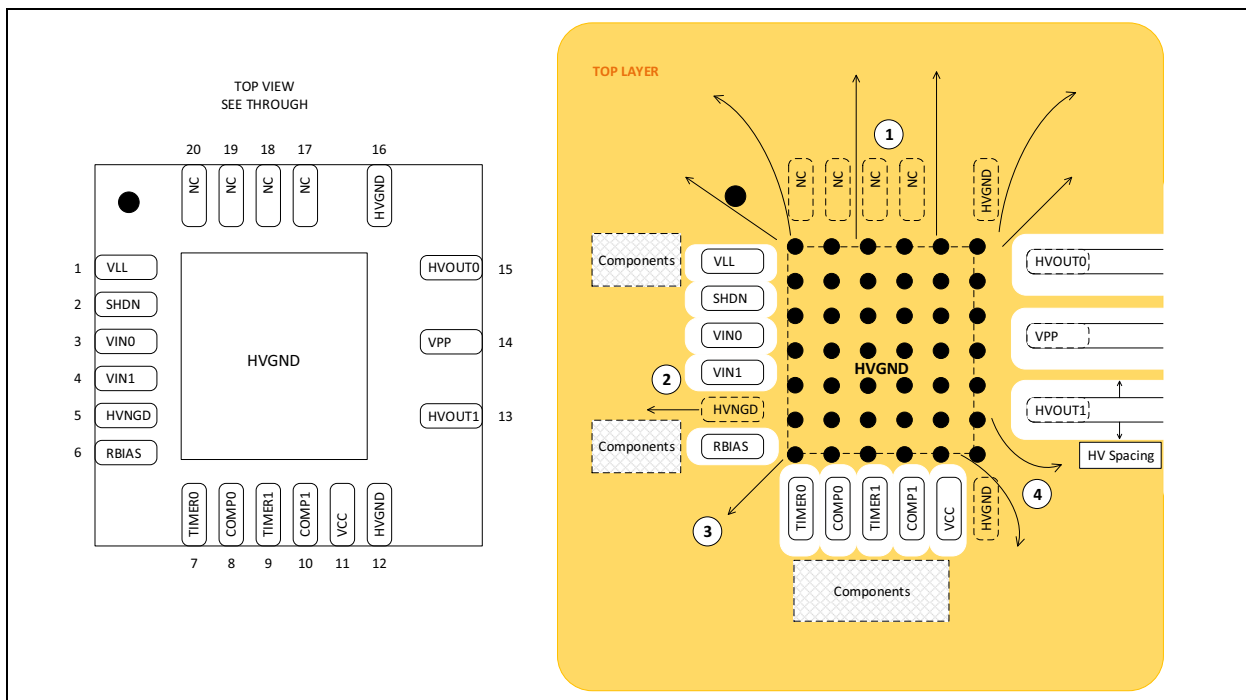 TOP VIEW
SEE THROUGH
20 19 18 17 16
NC NC NC NC HVGND
1 VLL
2 SHDN
3 VIN0
4 VIN1
5 HVNGD
6 RBIAS
HVGND
HVOUT0 15
VPP 14
HVOUT1 13
TIMER0 COMP0 TIMER1 COMP1 VCC HVGND
7 8 9 10 11 12
TOP LAYER
1
NC NC NC NC HVGND
Components
VLL
SHDN
VIN0
VIN1
2
HVNGD
Components
RBIAS
HVGND
HVOUT0
VPP
HVOUT1
HV Spacing
3
4
TIMER0 COMP0 TIMER1 COMP1 VCC HVGND
Components